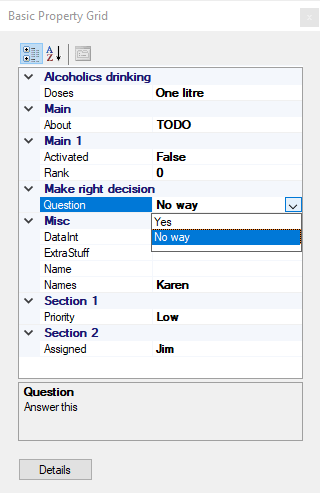 Basic Property Grid
x
A
Z
Alcoholics drinking
Doses One litre
Main
About TODO
Main 1
Activated False
Rank 0
Make right decision
Question No way
Misc Yes
DataInt No way
ExtraStuff
Name
Names Karen
Section 1
Priority Low
Section 2
Assigned Jim
Question
Answer this
Details